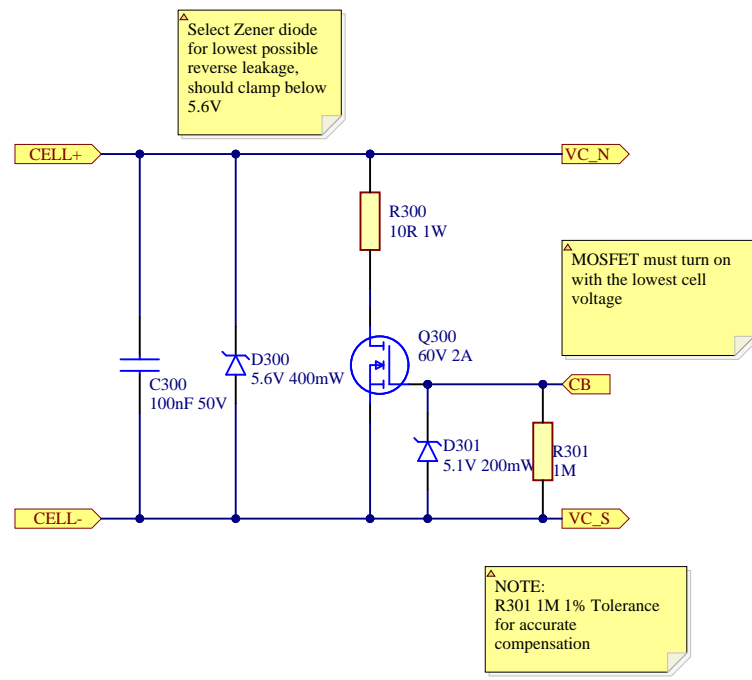 Select Zener diode
for lowest possible
reverse leakage,
should clamp below
5.6V
CELL+
VC_N
R300
10R 1W
MOSFET must turn on
with the lowest cell
voltage
Q300
60V 2A
D300
5.6V 400mW
C300
100nF 50V
CB
D301
5.1V 200mW
R301
1M
CELL-
VC_S
NOTE:
R301 1M 1% Tolerance
for accurate
compensation